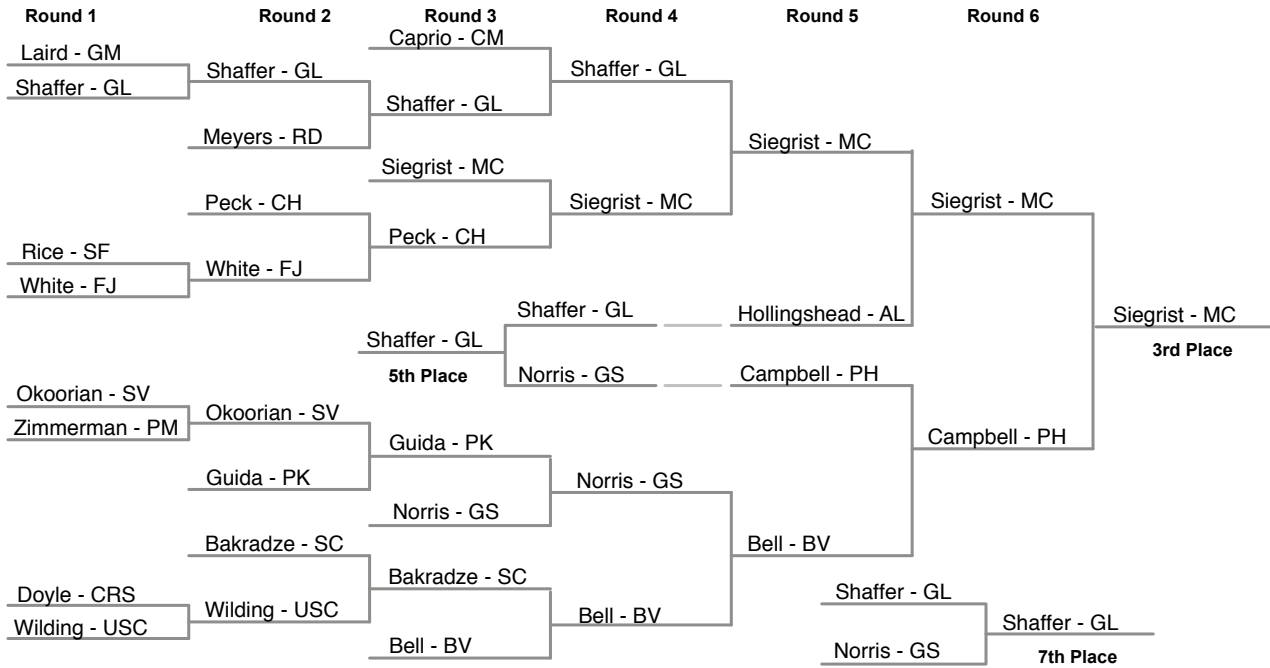 Round 1
Round 2
Round 3
Round 4
Round 5
Round 6
Laird - GM
Shaffer - GL
Rice - SF
White - FJ
Okoorian - SV
Zimmerman - PM
Doyle - CRS
Wilding - USC
Shaffer - GL
Meyers - RD
Peck - CH
White - FJ
Okoorian - SV
Guida - PK
Bakradze - SC
Wilding - USC
Caprio - CM
Shaffer - GL
Siegrist - MC
Peck - CH
Shaffer - GL
5th Place
Guida - PK
Norris - GS
Bakradze - SC
Bell - BV
Shaffer - GL
Siegrist - MC
Shaffer - GL
Norris - GS
Norris - GS
Bell - BV
Siegrist - MC
Hollingshead - AL
Campbell - PH
Bell - BV
Siegrist - MC
Campbell - PH
Siegrist - MC
3rd Place
Shaffer - GL
Norris - GS
Shaffer - GL
7th Place